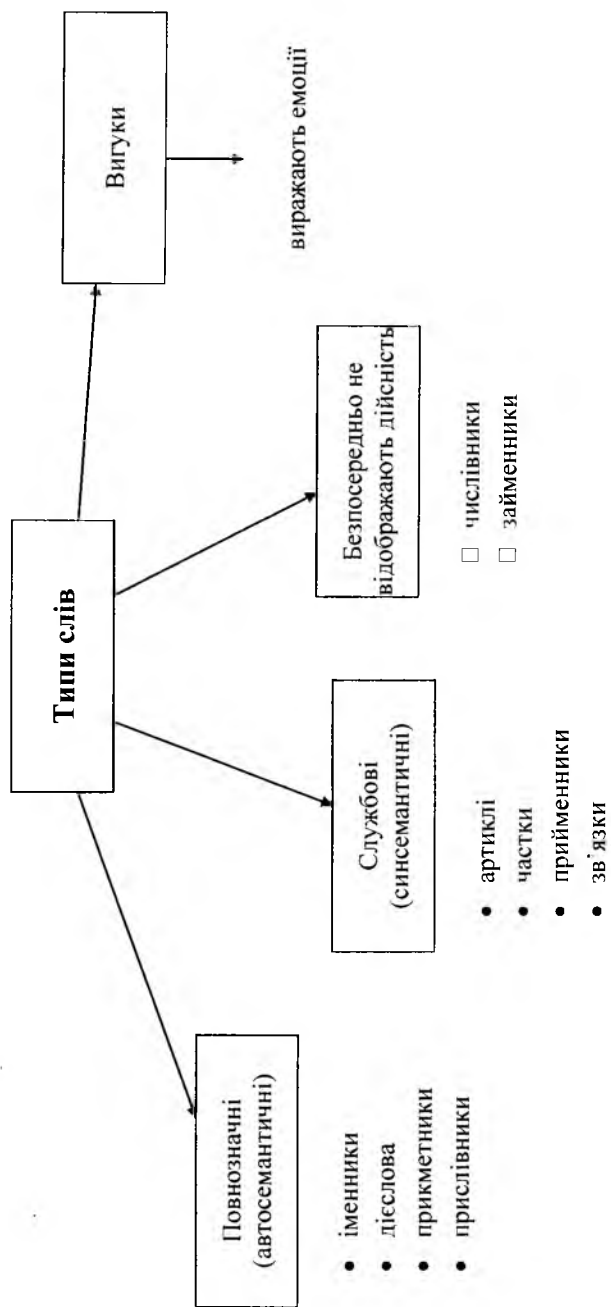 Типи слів
Повнозначні
(автосемантичні)
• іменники
• дієслова
• прикметники
• прислівники
Службові
(синсемантичні)
• артиклі
• частки
• прийменники
• зв᾽язки
Безпосередньо не
відображають дійсність
□ числівники
□ займенники
Вигуки
виражають емоції